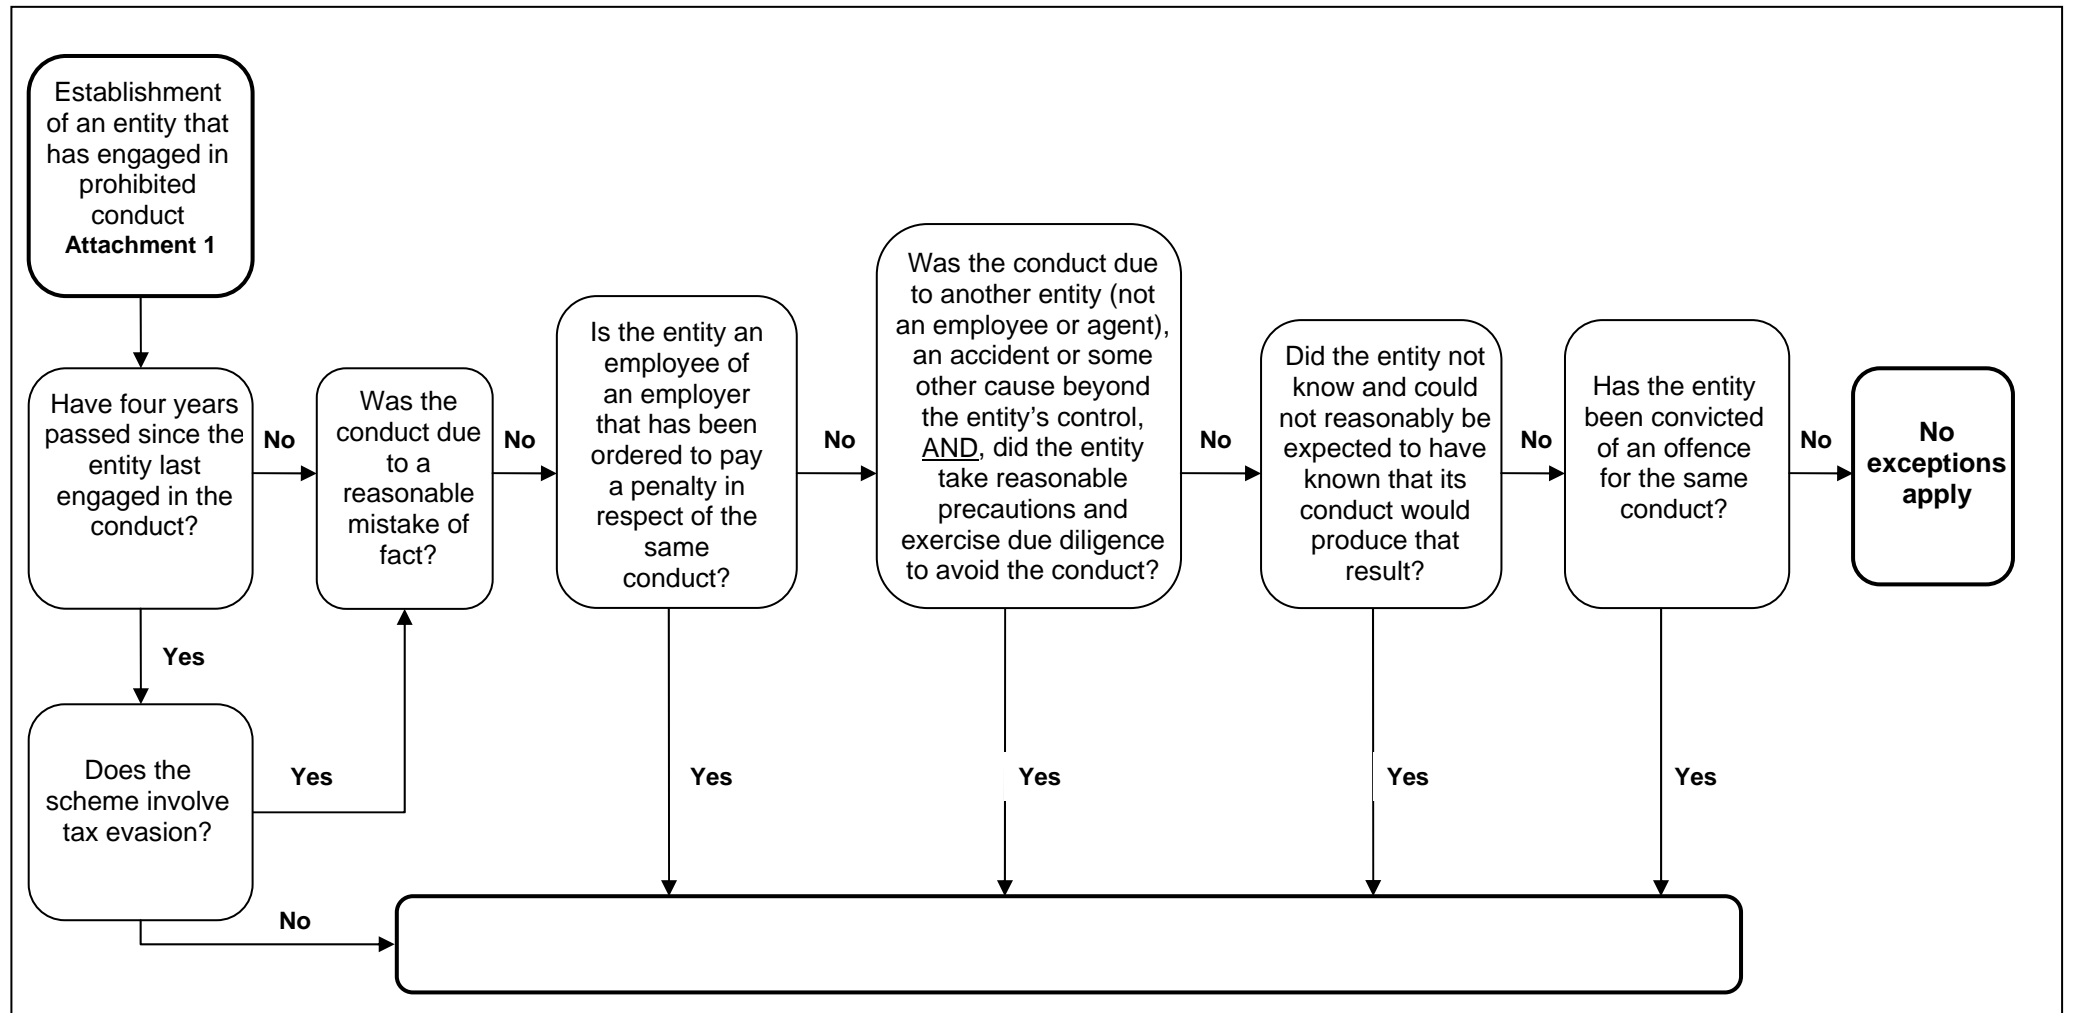 Establishment
of an entity that
has engaged in
prohibited
conduct
Attachment 1
Have four years
passed since the
entity last
engaged in the
conduct?
No
Was the
conduct due
to a
reasonable
mistake of
fact?
No
Is the entity an
employee of
an employer
that has been
ordered to pay
a penalty in
respect of the
same
conduct?
No
Was the conduct due
to another entity (not
an employee or agent),
an accident or some
other cause beyond
the entity’s control,
AND, did the entity
take reasonable
precautions and
exercise due diligence
to avoid the conduct?
No
Did the entity not
know and could
not reasonably be
expected to have
known that its
conduct would
produce that
result?
No
Has the entity
been convicted
of an offence
for the same
conduct?
No
No
exceptions
apply
Yes
Does the
scheme involve
tax evasion?
Yes
Yes
Yes
Yes
Yes
No